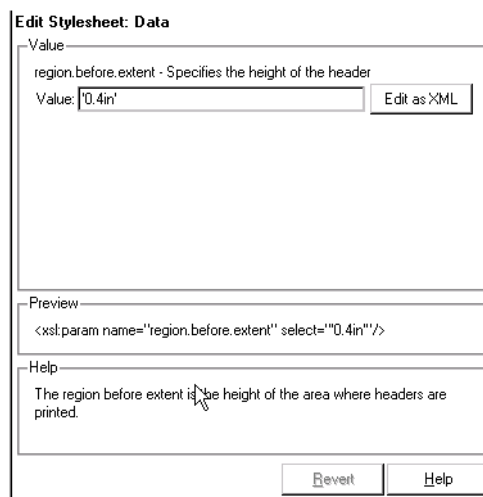 Edit Stylesheet: Data
Value
region.before.extent - Specifies the height of the header
Value: '0.4in' Edit as XML
Preview
<xsl:param name="region.before.extent" select="'0.4in'"/>
Help
The region before extent is the height of the area where headers are
printed.
Revert Help